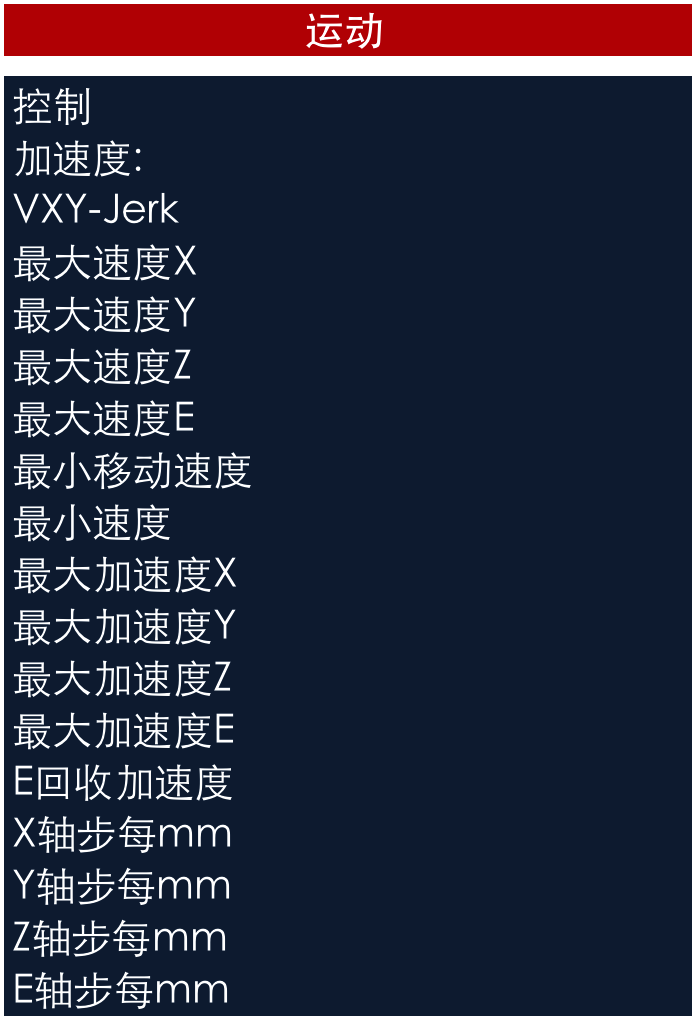 运动
控制
加速度:
VXY-Jerk
最大速度X
最大速度Y
最大速度Z
最大速度E
最小移动速度
最小速度
最大加速度X
最大加速度Y
最大加速度Z
最大加速度E
E回收加速度
X轴步每mm
Y轴步每mm
Z轴步每mm
E轴步每mm